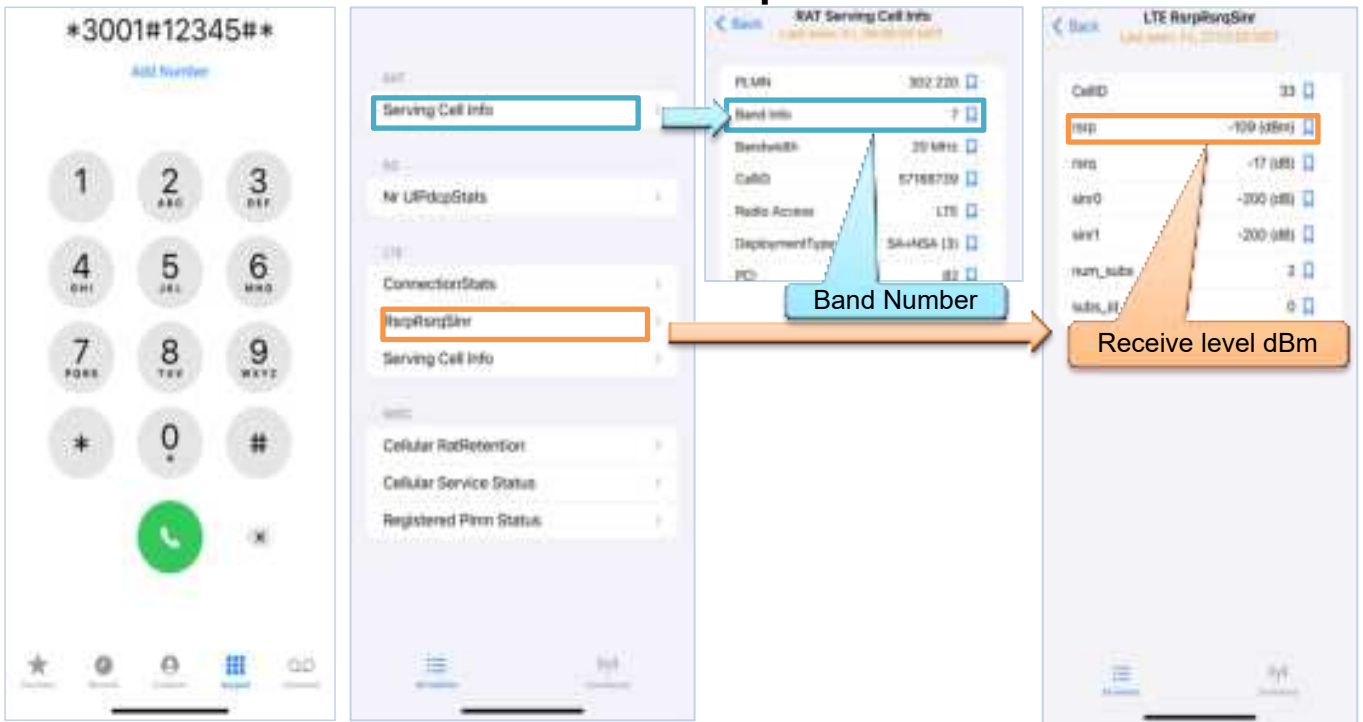 *3001#12345#*
Add Number
1
2
ABC
3
DEF
4
GHI
5
JKL
6
MNO
7
PQRS
8
TUV
9
WXYZ
*
0
#
RAT
Serving Cell Info
Nr UlPdcpStats
LTE
ConnectionStats
RsrpRsrqSinr
Serving Cell Info
MISC
Cellular RatRetention
Cellular Service Status
Registered Plmn Status
Back
RAT Serving Cell Info
PLMN 302 220
Band Info 7
Bandwidth 20 MHz
CellID
Radio Access LTE
DeploymentType SA+NSA (3)
PCI 82
Band Number
Back
LTE RsrpRsrqSinr
CellID 33
rsrp -109 (dBm)
rsrq -17 (dB)
sinr0 -200 (dB)
sinr1 -200 (dB)
num_subs 2
subs_id 0
Receive level dBm